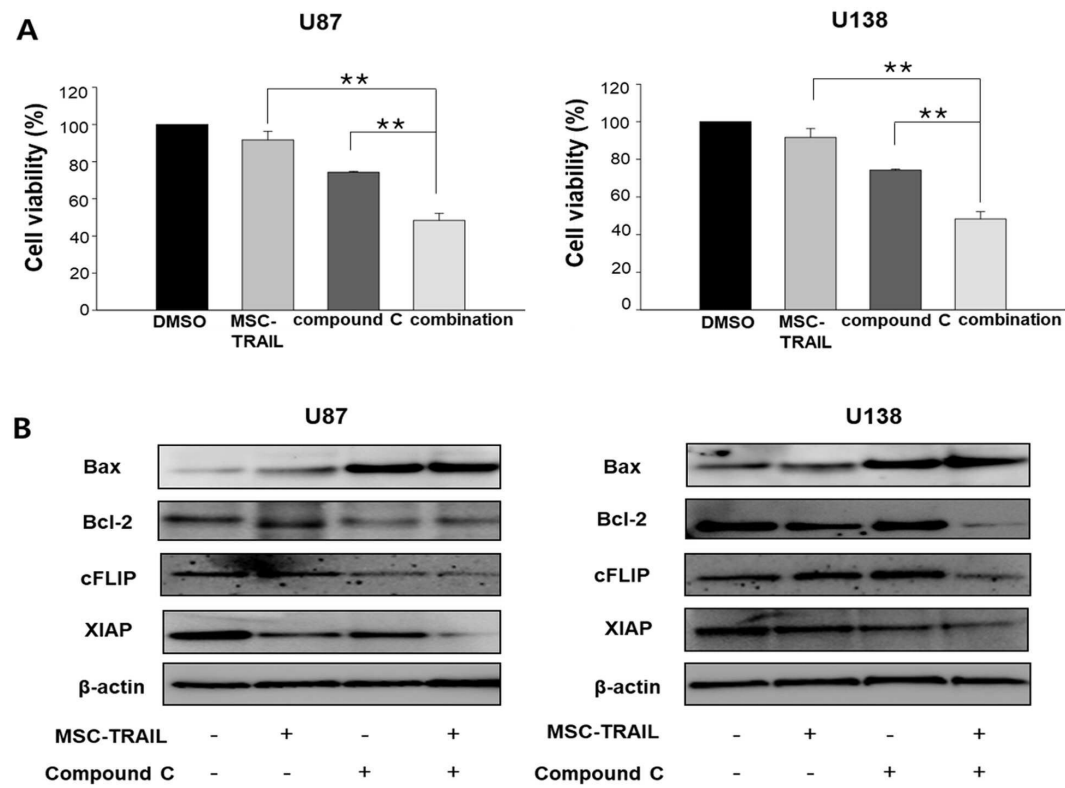 A
U87
U138
Cell viability (%)
120
100
80
60
40
20
0
**
**
DMSO MSC-TRAIL compound C combination
Cell viability (%)
120
100
80
60
40
20
0
**
**
DMSO MSC-TRAIL compound C combination
B
U87
U138
Bax
Bcl-2
cFLIP
XIAP
β-actin
MSC-TRAIL - + - +
Compound C - - + +
Bax
Bcl-2
cFLIP
XIAP
β-actin
MSC-TRAIL - + - +
Compound C - - + +